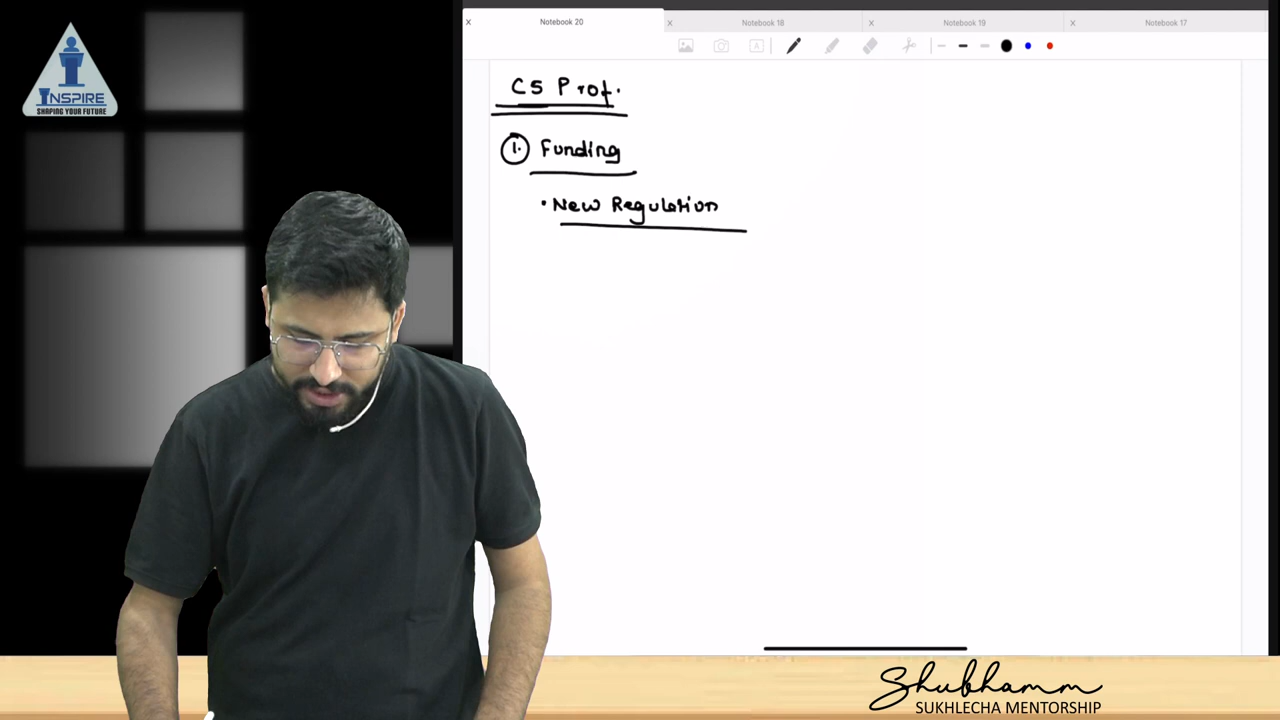 INSPIRE
SHAPING YOUR FUTURE
x Notebook 20
x Notebook 18
x Notebook 19
x Notebook 17
A
CS Prof.
1. Funding
• New Regulation
Shubhamm
SUKHLECHA MENTORSHIP